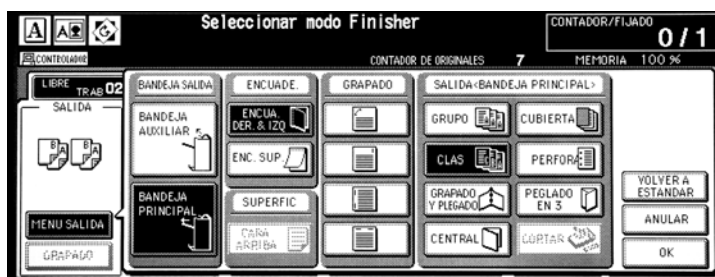 Seleccionar modo Finisher
CONTADOR/FIJADO
0/1
CONTROLADOR
CONTADOR DE ORIGINALES 7 MEMORIA 100 %
LIBRE TRAB 02
SALIDA
MENU SALIDA
GRAPADO
BANDEJA SALIDA
BANDEJA
AUXILIAR
BANDEJA
PRINCIPAL
ENCUADE.
ENCUA.
DER. & IZQ
ENC. SUP.
SUPERFIC
CARA
ARRIBA
GRAPADO
SALIDA<BANDEJA PRINCIPAL>
GRUPO
CUBIERTA
CLAS
PERFORA
GRAPADO
Y PLEGADO
PEGLADO
EN 3
CENTRAL
CORTAR
VOLVER A
ESTANDAR
ANULAR
OK